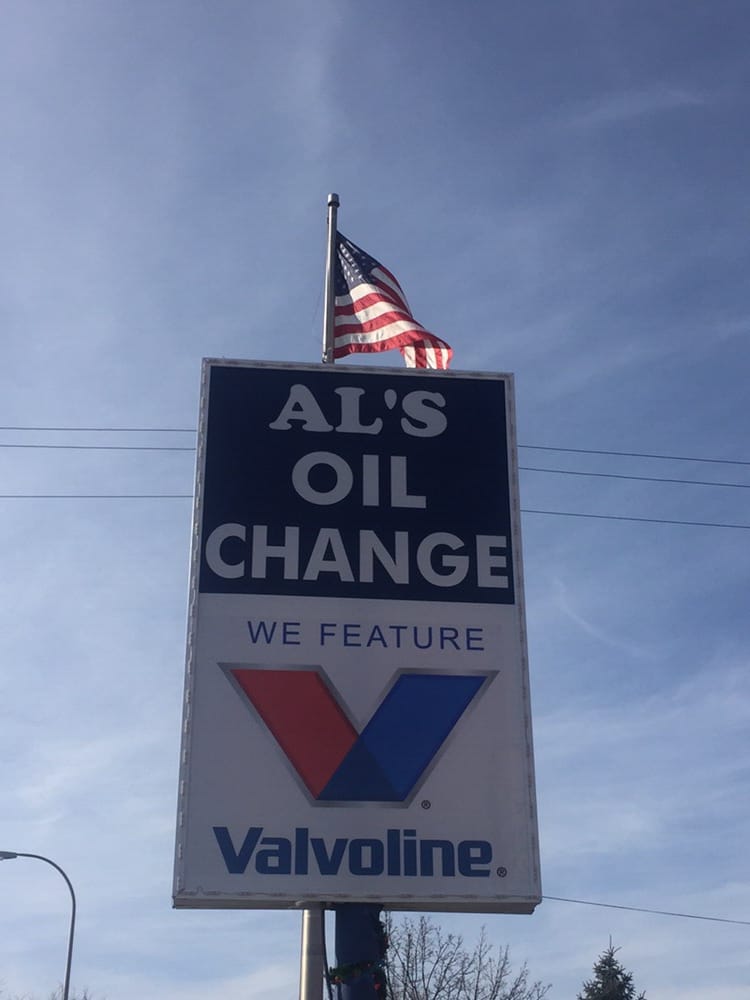 AL'S
OIL
CHANGE
WE FEATURE
®
Valvoline®